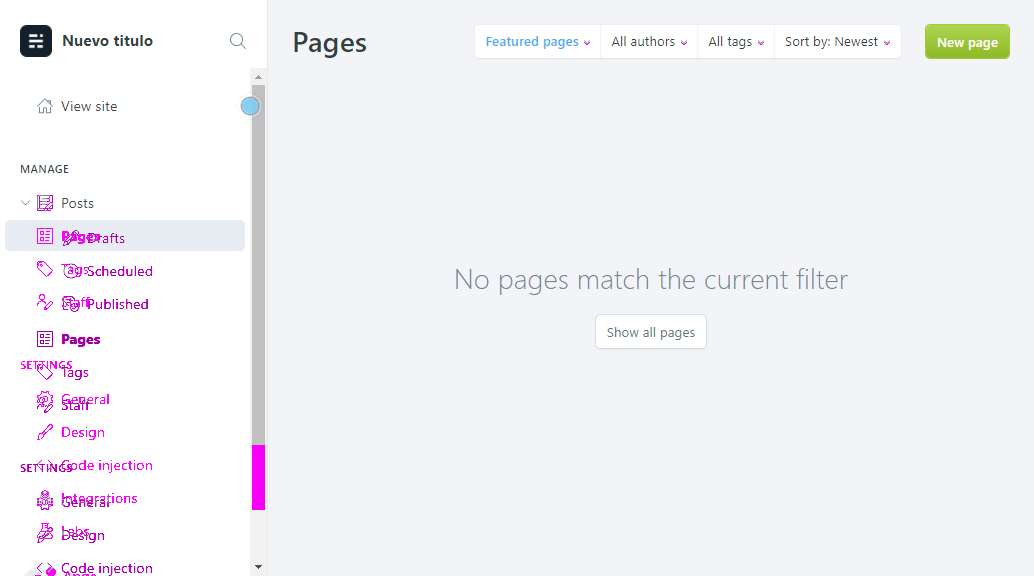 Nuevo titulo
Pages
Featured pages
All authors
All tags
Sort by: Newest
New page
View site
MANAGE
Posts
Pages
Drafts
Tags
Scheduled
Staff
Published
Pages
SETTINGS
Tags
General
Staff
Design
Code injection
SETTINGS
Integrations
General
Labs
Design
Code injection
No pages match the current filter
Show all pages